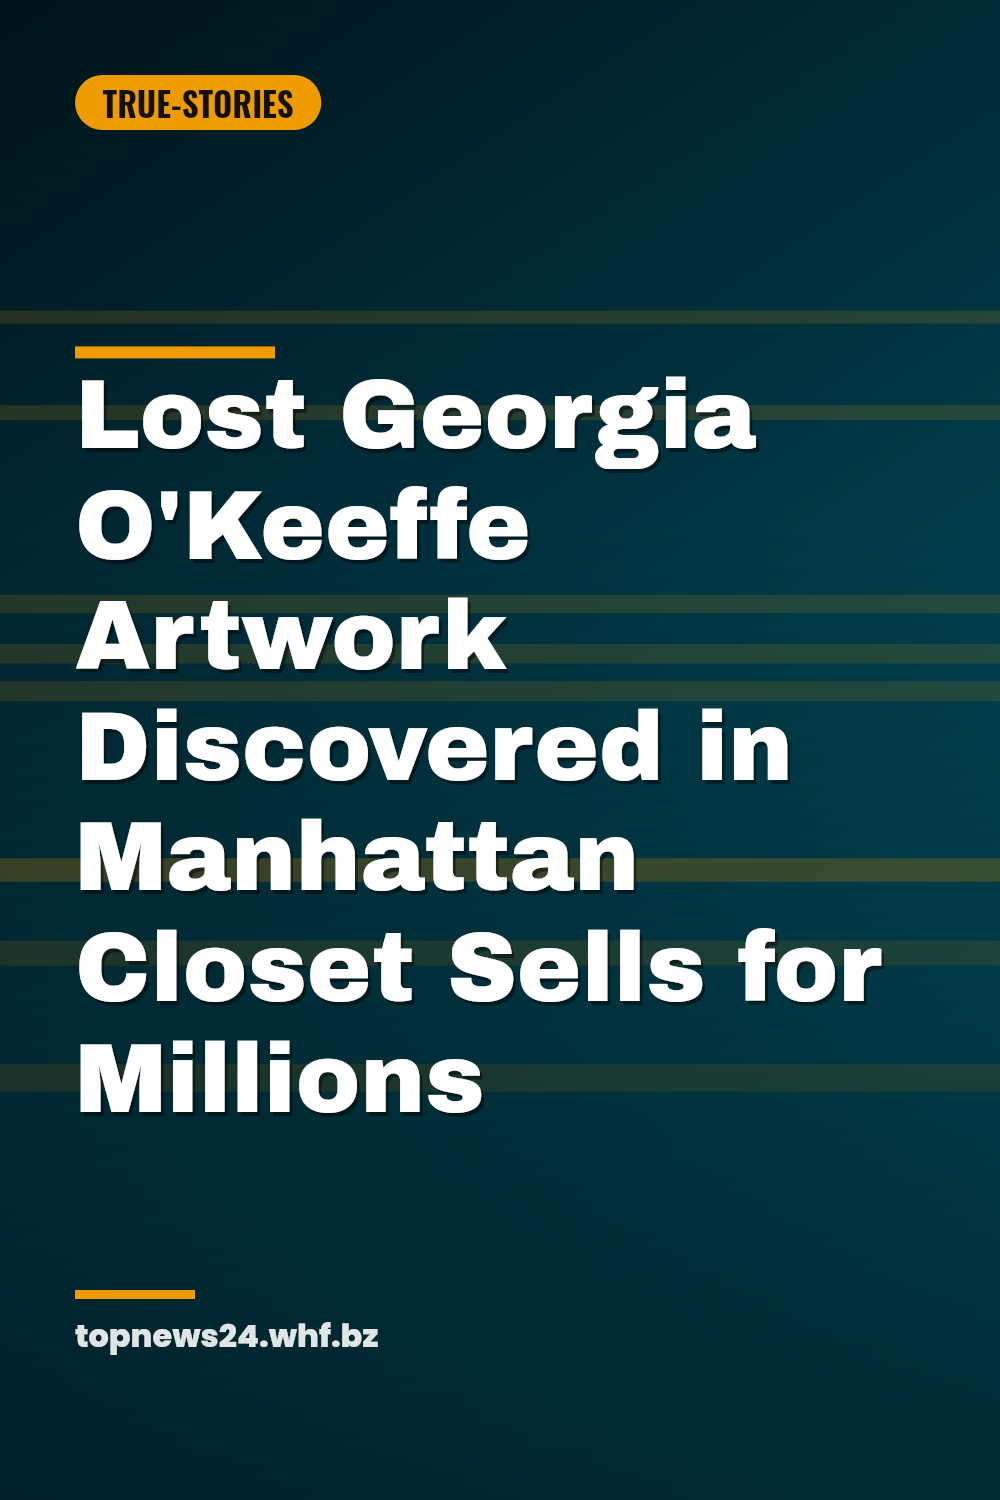 TRUE-STORIES
Lost Georgia
O'Keeffe
Artwork
Discovered in
Manhattan
Closet Sells for
Millions
topnews24.whf.bz